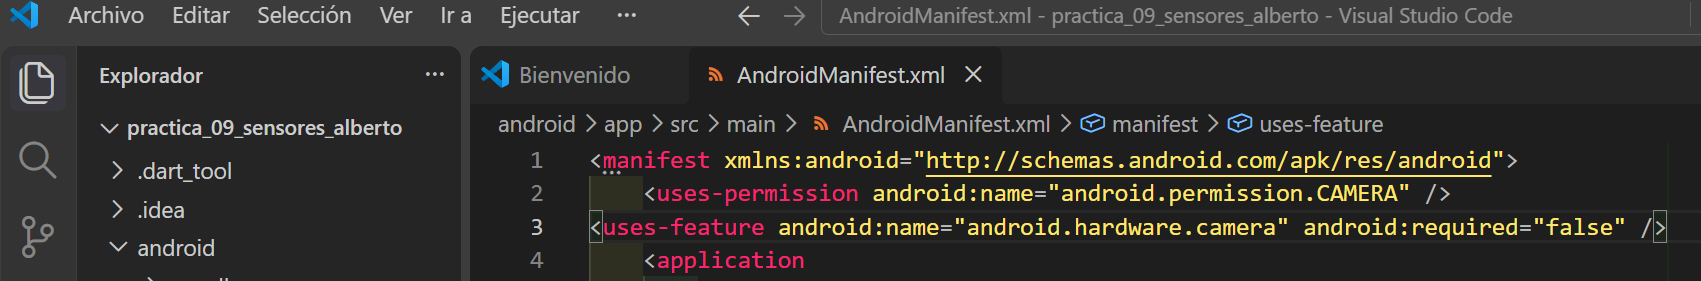 Archivo Editar Selección Ver Ir a Ejecutar ··· AndroidManifest.xml - practica_09_sensores_alberto - Visual Studio Code
Explorador ···
Bienvenido AndroidManifest.xml
practica_09_sensores_alberto
.dart_tool
.idea
android
android > app > src > main > AndroidManifest.xml > manifest > uses-feature
1 <manifest xmlns:android="http://schemas.android.com/apk/res/android">
2 <uses-permission android:name="android.permission.CAMERA" />
3 <uses-feature android:name="android.hardware.camera" android:required="false" />
4 <application